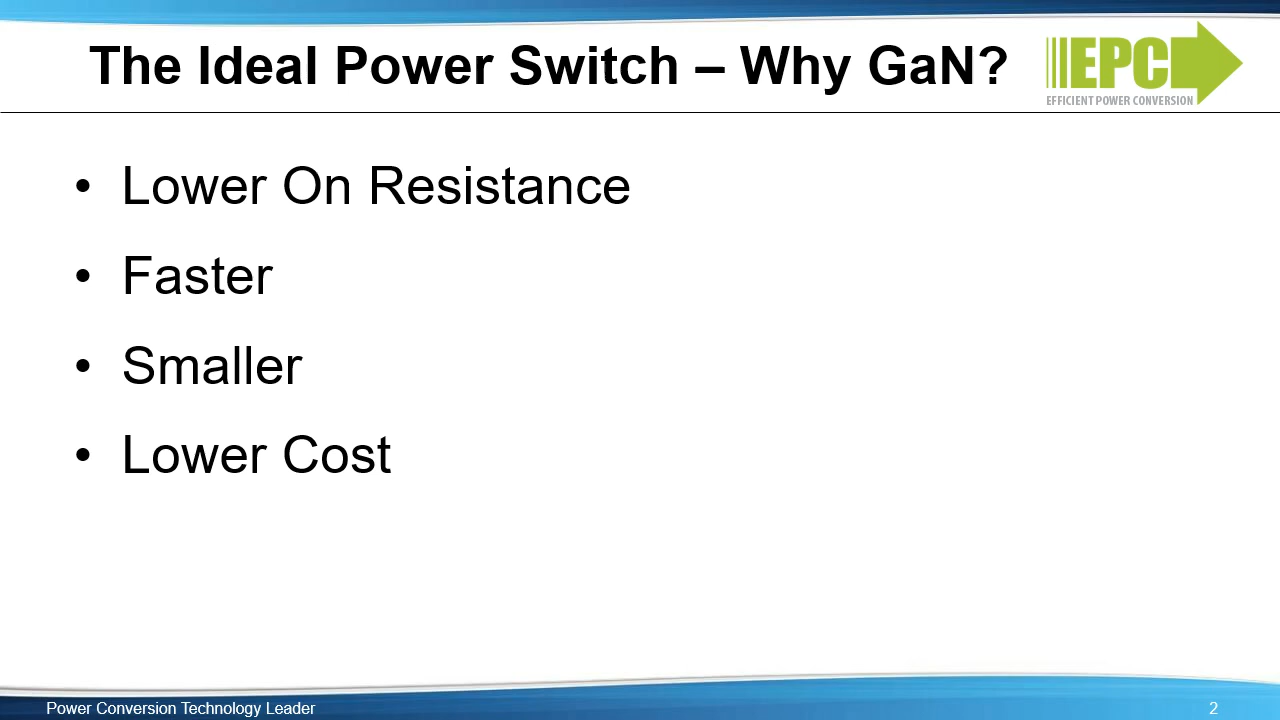 The Ideal Power Switch – Why GaN?
EPC
EFFICIENT POWER CONVERSION
• Lower On Resistance
• Faster
• Smaller
• Lower Cost
Power Conversion Technology Leader
2